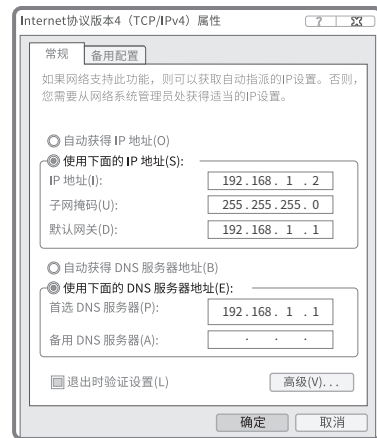 Internet协议版本4（TCP/IPv4）属性
?
常规 备用配置
如果网络支持此功能，则可以获取自动指派的IP设置。否则，
您需要从网络系统管理员处获得适当的IP设置。
自动获得 IP 地址(O)
使用下面的 IP 地址(S):
IP 地址(I): 192.168. 1 .2
子网掩码(U): 255.255.255.0
默认网关(D): 192.168. 1 .1
自动获得 DNS 服务器地址(B)
使用下面的 DNS 服务器地址(E):
首选 DNS 服务器(P): 192.168. 1 .1
备用 DNS 服务器(A): . . .
退出时验证设置(L) 高级(V)...
确定 取消